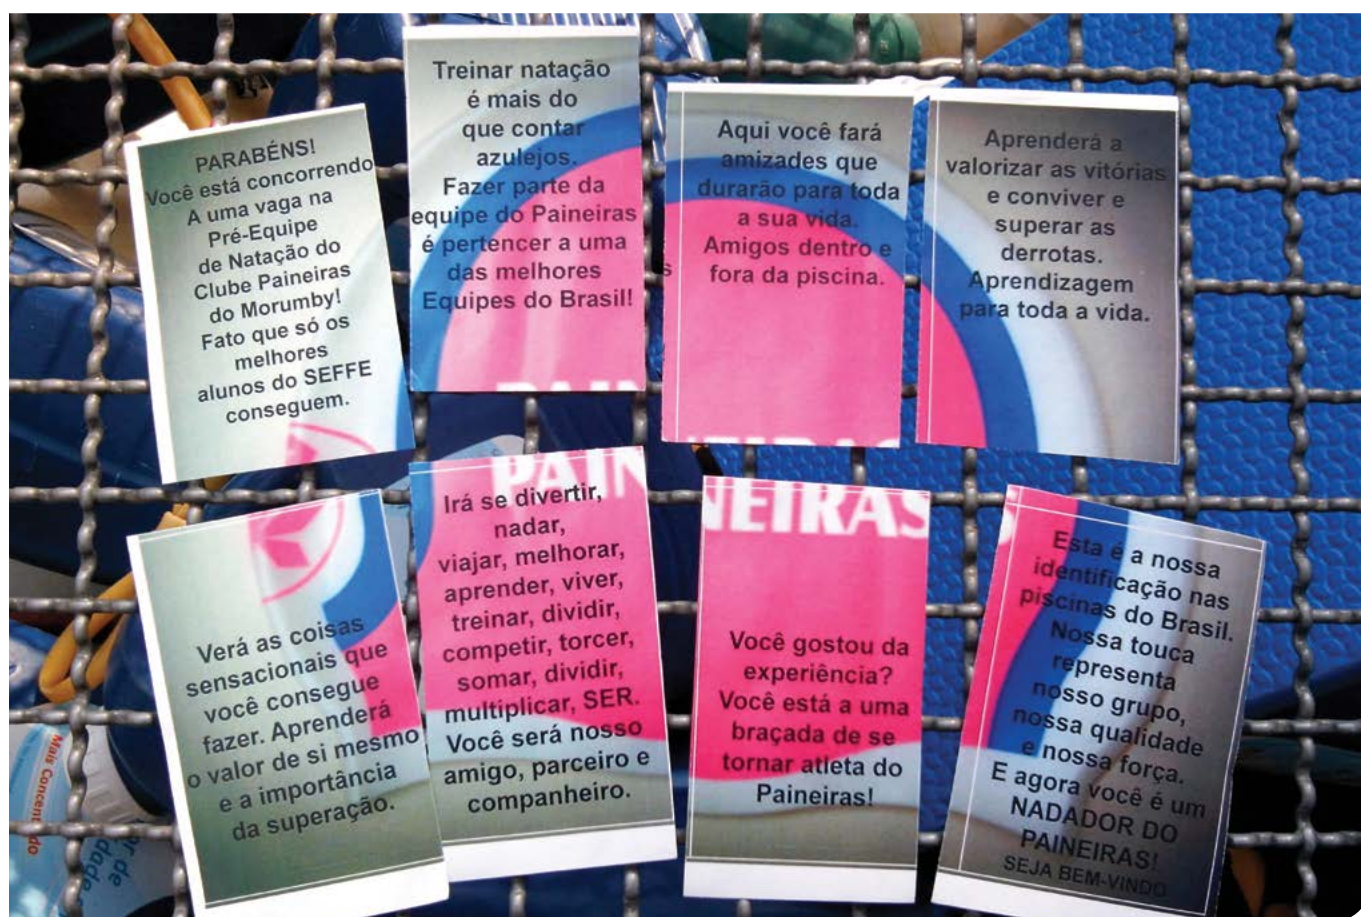 PARABÉNS!
Você está concorrendo
A uma vaga na
Pré-Equipe
de Natação do
Clube Paineiras
do Morumby!
Fato que só os
melhores
alunos do SEFFE
conseguem.
Treinar natação
é mais do
que contar
azulejos.
Fazer parte da
equipe do Paineiras
é pertencer a uma
das melhores
Equipes do Brasil!
PAIN
Aqui você fará
amizades que
durarão para toda
a sua vida.
Amigos dentro e
fora da piscina.
NEIRAS
Aprenderá a
valorizar as vitórias
e conviver e
superar as
derrotas.
Aprendizagem
para toda a vida.
Verá as coisas
sensacionais que
você consegue
fazer. Aprenderá
o valor de si mesmo
e a importância
da superação.
PAIN
Irá se divertir,
nadar,
viajar, melhorar,
aprender, viver,
treinar, dividir,
competir, torcer,
somar, dividir,
multiplicar, SER.
Você será nosso
amigo, parceiro e
companheiro.
NEIRAS
Você gostou da
experiência?
Você está a uma
braçada de se
tornar atleta do
Paineiras!
Esta é a nossa
identificação nas
piscinas do Brasil.
Nossa touca
representa
nosso grupo,
nossa qualidade
e nossa força.
E agora você é um
NADADOR DO
PAINEIRAS!
SEJA BEM-VINDO
Mais Concentrado